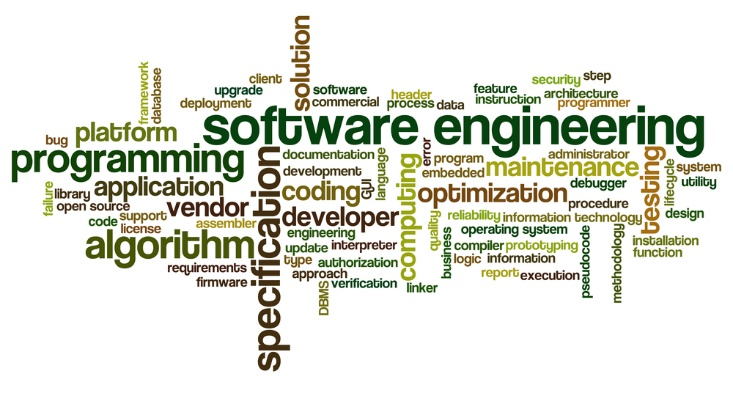 solution
client
framework
database
upgrade
software
deployment
commercial
header
process
data
feature
instruction
security
step
architecture
programmer
software engineering
bug
platform
programming
documentation
language
error
program
administrator
maintenance
embedded
debugger
testing
lifecycle
system
utility
failure
library
application
development
coding
GUI
computing
optimization
procedure
open source
vendor
specification
developer
code
support
license
assembler
quality
reliability
information technology
design
algorithm
engineering
operating system
pseudocode
methodology
installation
function
update
interpreter
business
compiler
prototyping
requirements
type
authorization
logic
information
firmware
approach
DBMS
verification
linker
report
execution